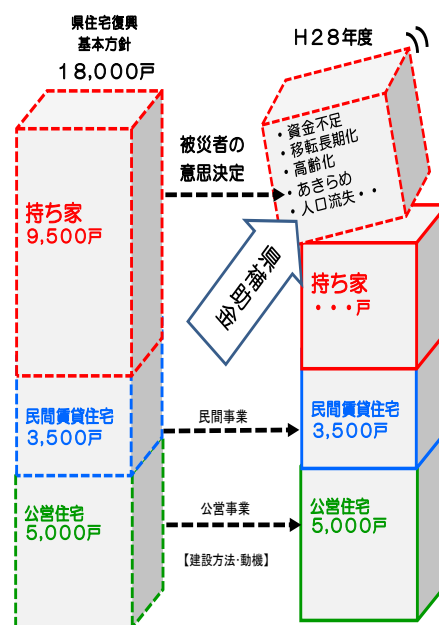 県住宅復興
基本方針
18,000戸
H28年度
持ち家
9,500戸
民間賃貸住宅
3,500戸
公営住宅
5,000戸
被災者の
意思決定
県補助金
民間事業
公営事業
【建設方法・動機】
・資金不足
・移転長期化
・高齢化
・あきらめ
・人口流失・・
持ち家
・・・戸
民間賃貸住宅
3,500戸
公営住宅
5,000戸